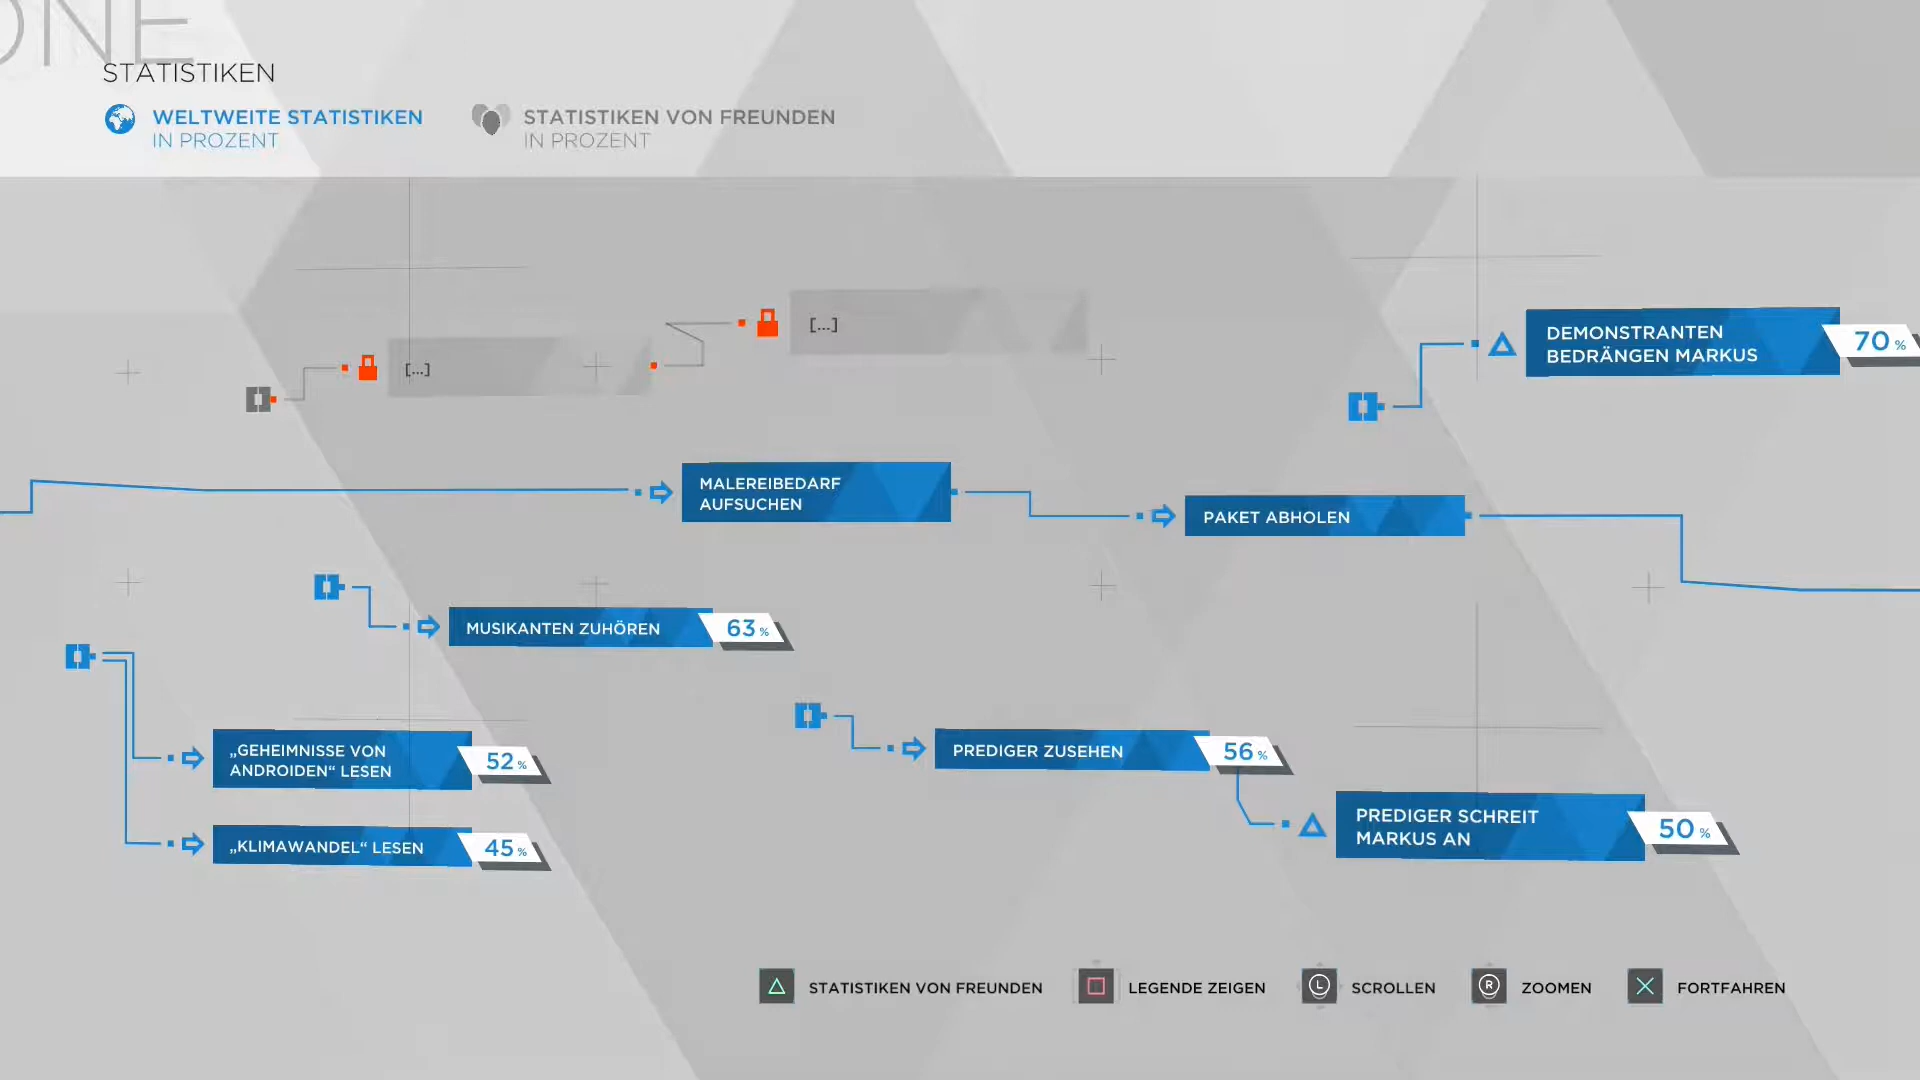 ONE
STATISTIKEN
WELTWEITE STATISTIKEN
IN PROZENT
STATISTIKEN VON FREUNDEN
IN PROZENT
[...]
[...]
DEMONSTRANTEN
BEDRÄNGEN MARKUS
70 %
MALEREIBEDARF
AUFSUCHEN
PAKET ABHOLEN
MUSIKANTEN ZUHÖREN
63 %
„GEHEIMNISSE VON
ANDROIDEN“ LESEN
52 %
PREDIGER ZUSEHEN
56 %
„KLIMAWANDEL“ LESEN
45 %
PREDIGER SCHREIT
MARKUS AN
50 %
STATISTIKEN VON FREUNDEN
LEGENDE ZEIGEN
L
SCROLLEN
R
ZOOMEN
FORTFAHREN